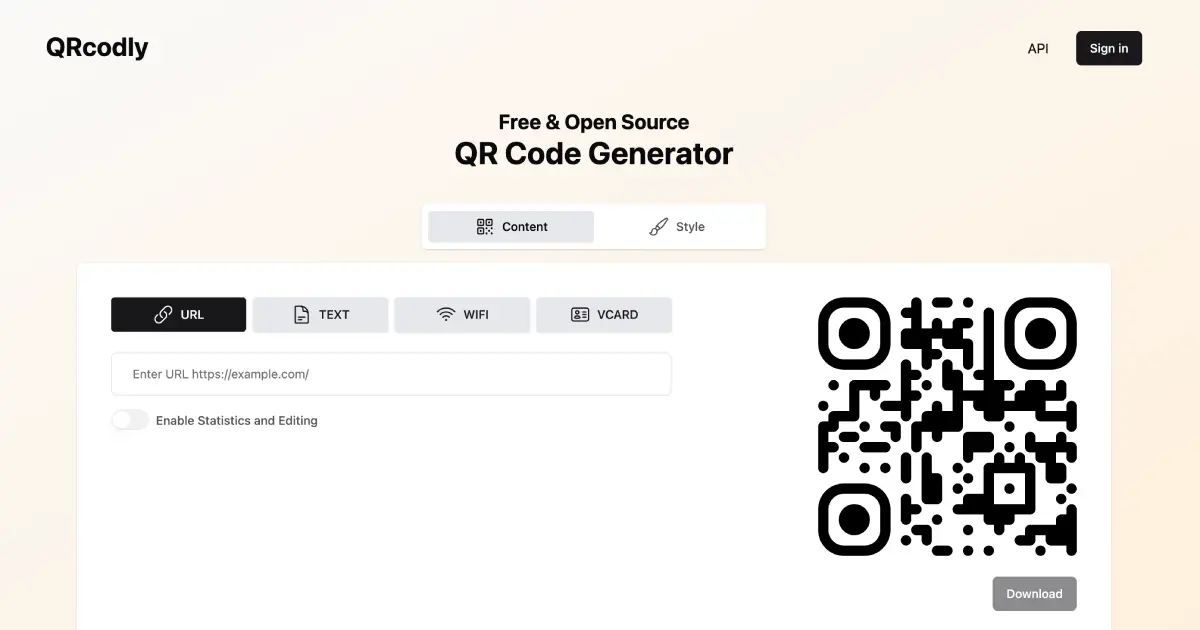 QRcodly
API
Sign in
Free & Open Source
QR Code Generator
Content
Style
URL
TEXT
WIFI
VCARD
Enter URL https://example.com/
Enable Statistics and Editing
Download